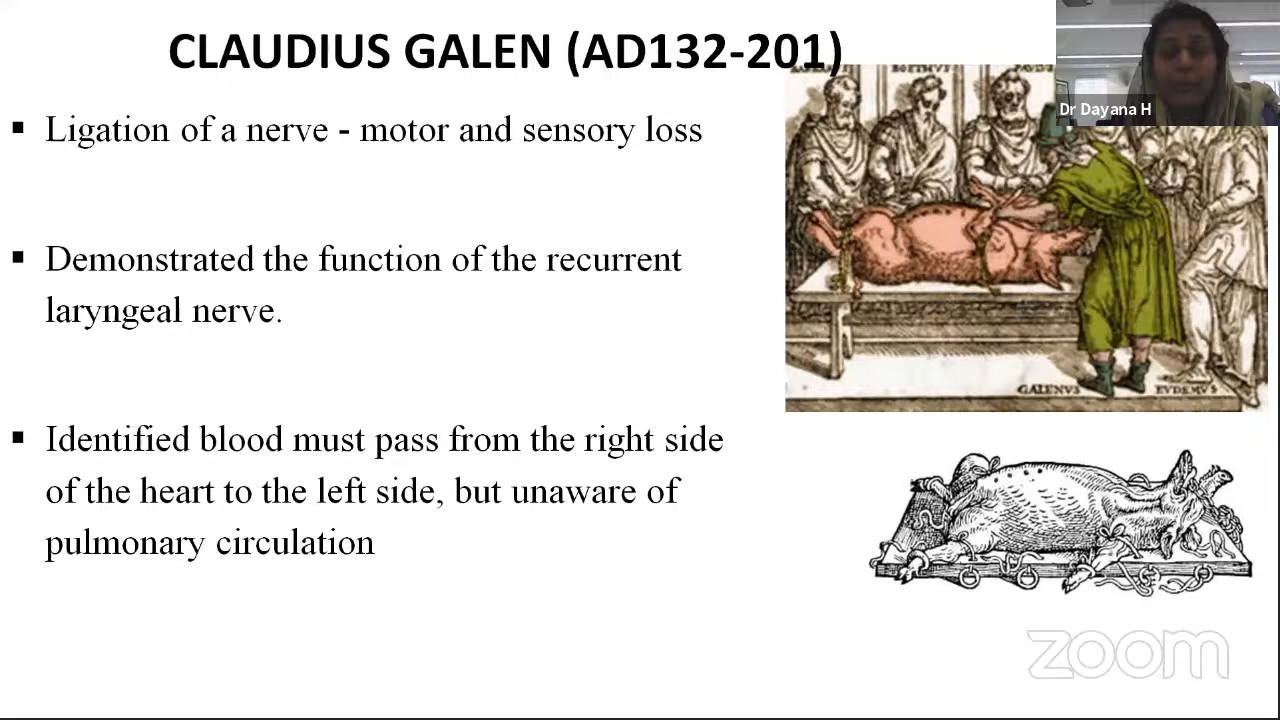 CLAUDIUS GALEN (AD132-201)
Dr Dayana H
▪ Ligation of a nerve - motor and sensory loss
▪ Demonstrated the function of the recurrent
laryngeal nerve.
GALENVS
EVDEMVS
▪ Identified blood must pass from the right side
of the heart to the left side, but unaware of
pulmonary circulation
zoom